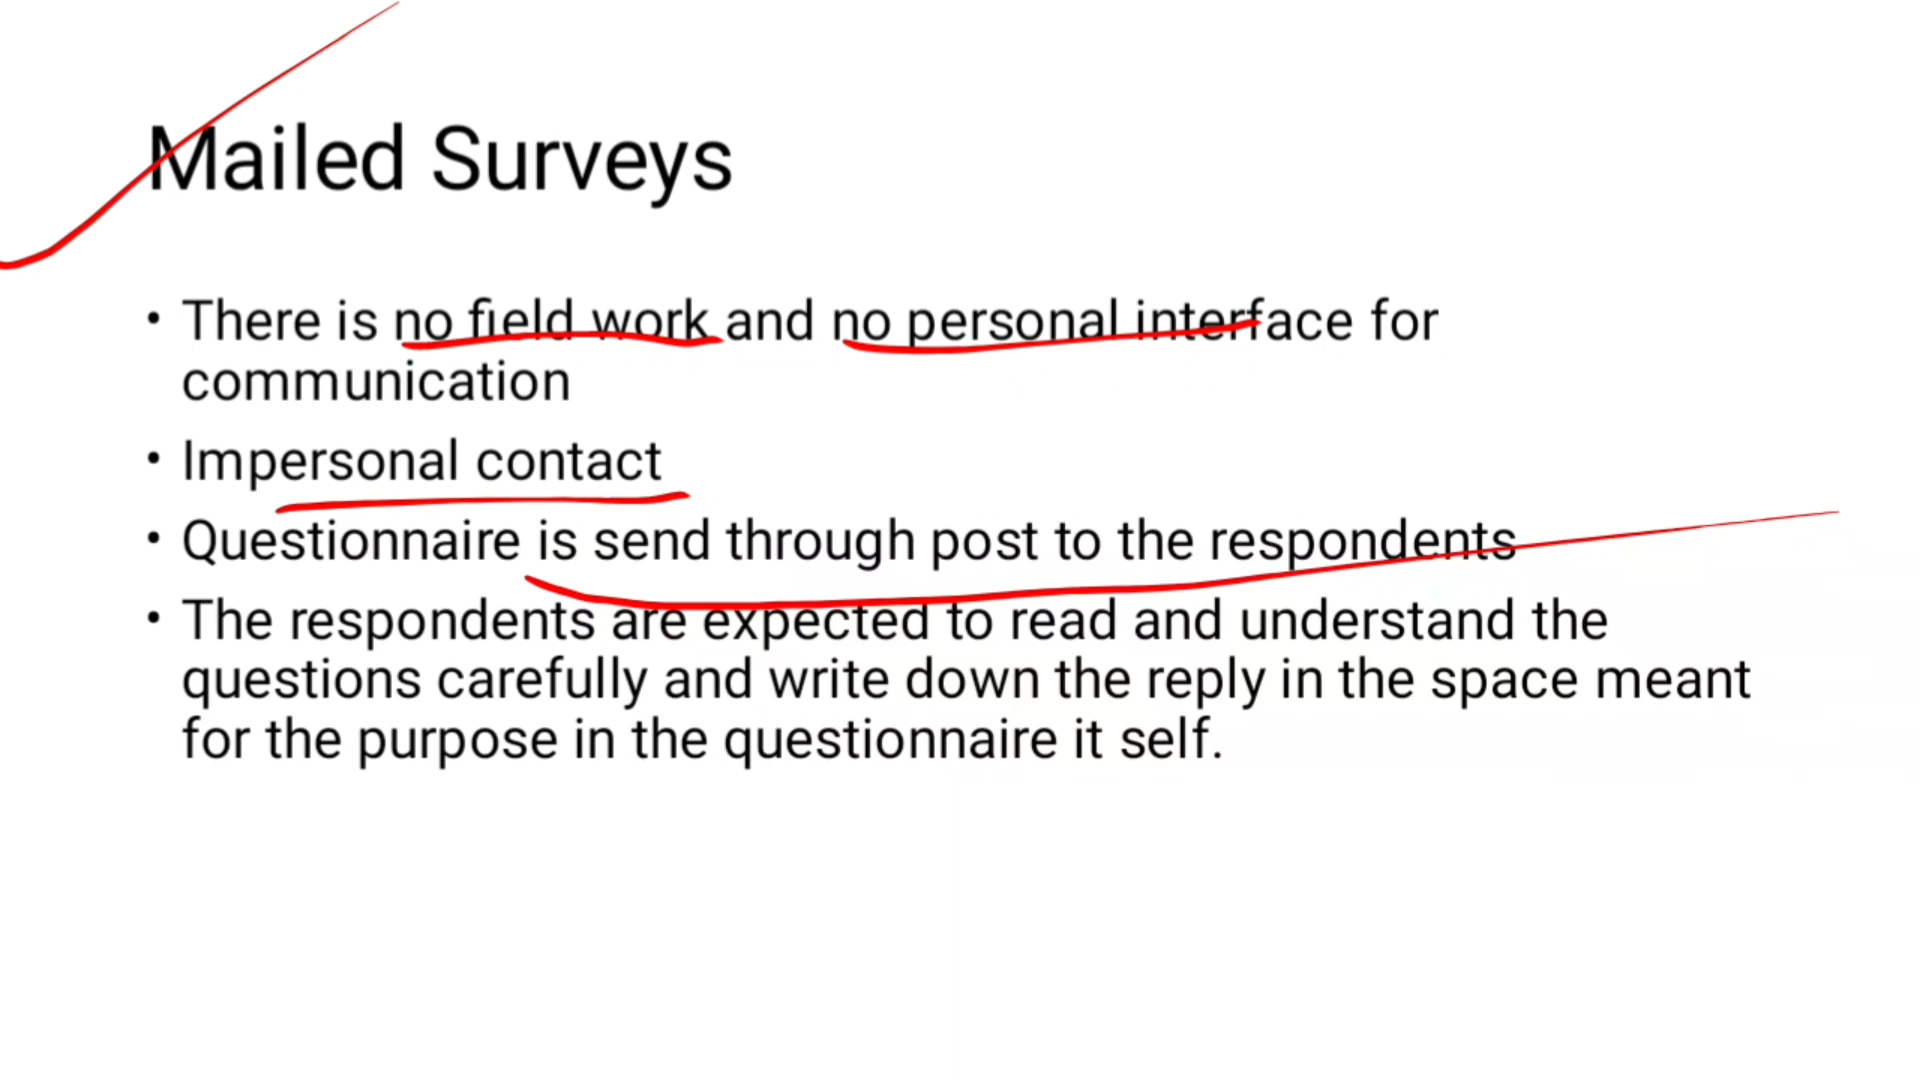 Mailed Surveys
• There is no field work and no personal interface for
communication
• Impersonal contact
• Questionnaire is send through post to the respondents
• The respondents are expected to read and understand the
questions carefully and write down the reply in the space meant
for the purpose in the questionnaire it self.